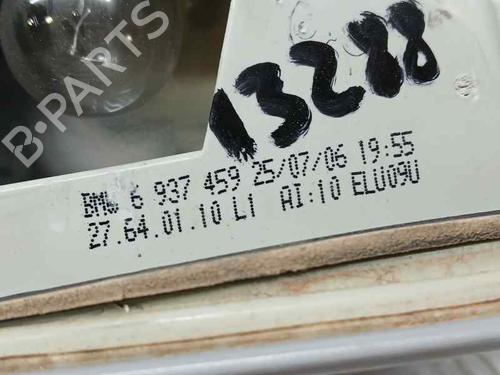 B-PARTS
13288
BMW 6 937 459 25/07/06 19:55
27.64.01.10 L1 AI:10 ELU09U